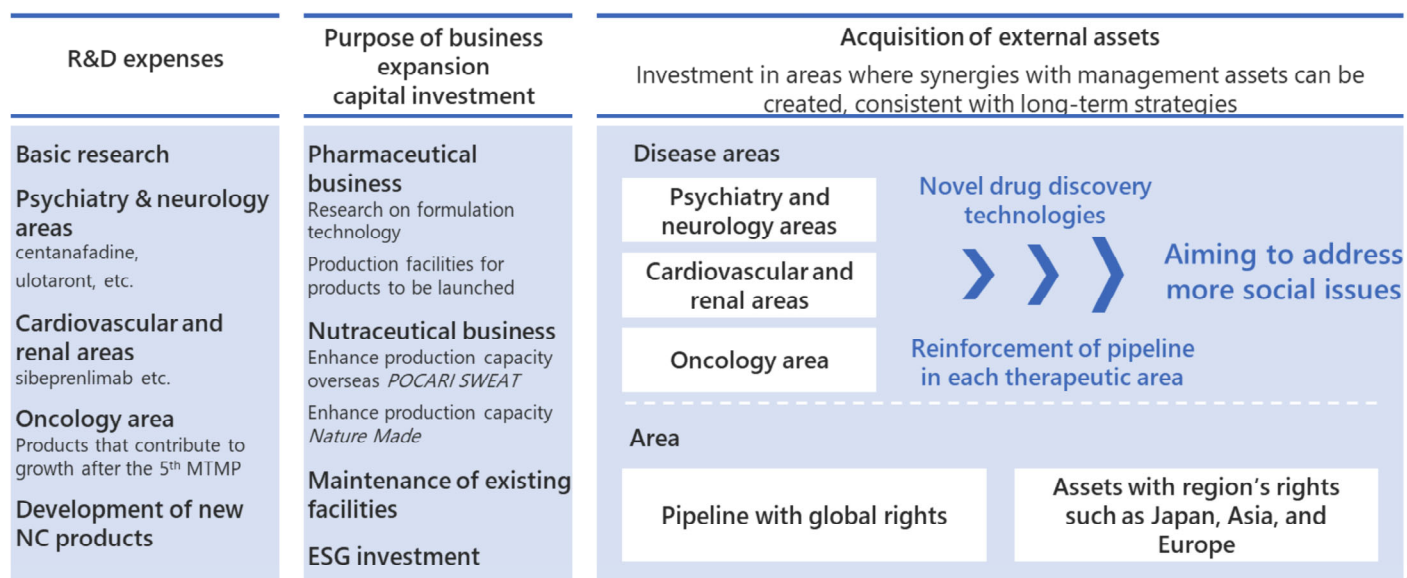 R&D expenses
Basic research
Psychiatry & neurology
areas
centanafadine,
ulotaront, etc.
Cardiovascular and
renal areas
sibeprenlimab etc.
Oncology area
Products that contribute to
growth after the 5th MTMP
Development of new
NC products
Purpose of business
expansion
capital investment
Pharmaceutical
business
Research on formulation
technology
Production facilities for
products to be launched
Nutraceutical business
Enhance production capacity
overseas POCARI SWEAT
Enhance production capacity
Nature Made
Maintenance of existing
facilities
ESG investment
Acquisition of external assets
Investment in areas where synergies with management assets can be
created, consistent with long-term strategies
Disease areas
Psychiatry and
neurology areas
Cardiovascular and
renal areas
Oncology area
Novel drug discovery
technologies
Reinforcement of pipeline
in each therapeutic area
Aiming to address
more social issues
Area
Pipeline with global rights
Assets with region's rights
such as Japan, Asia, and
Europe